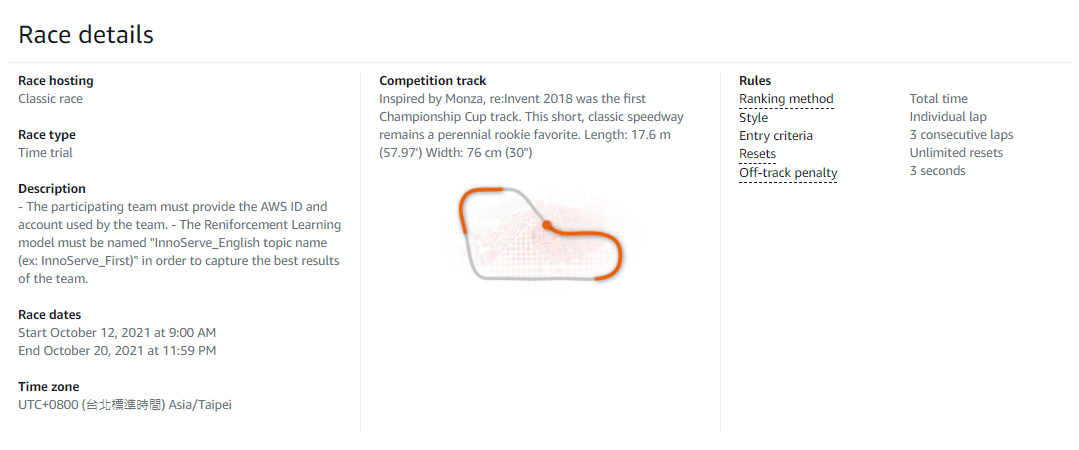 Race details
Race hosting
Classic race
Race type
Time trial
Description
- The participating team must provide the AWS ID and
account used by the team. - The Reniforcement Learning
model must be named "InnoServe_English topic name
(ex: InnoServe_First)" in order to capture the best results
of the team.
Race dates
Start October 12, 2021 at 9:00 AM
End October 20, 2021 at 11:59 PM
Time zone
UTC+0800 (台北標準時間) Asia/Taipei
Competition track
Inspired by Monza, re:Invent 2018 was the first
Championship Cup track. This short, classic speedway
remains a perennial rookie favorite. Length: 17.6 m
(57.97') Width: 76 cm (30")
Rules
Ranking method Total time
Style Individual lap
Entry criteria 3 consecutive laps
Resets Unlimited resets
Off-track penalty 3 seconds